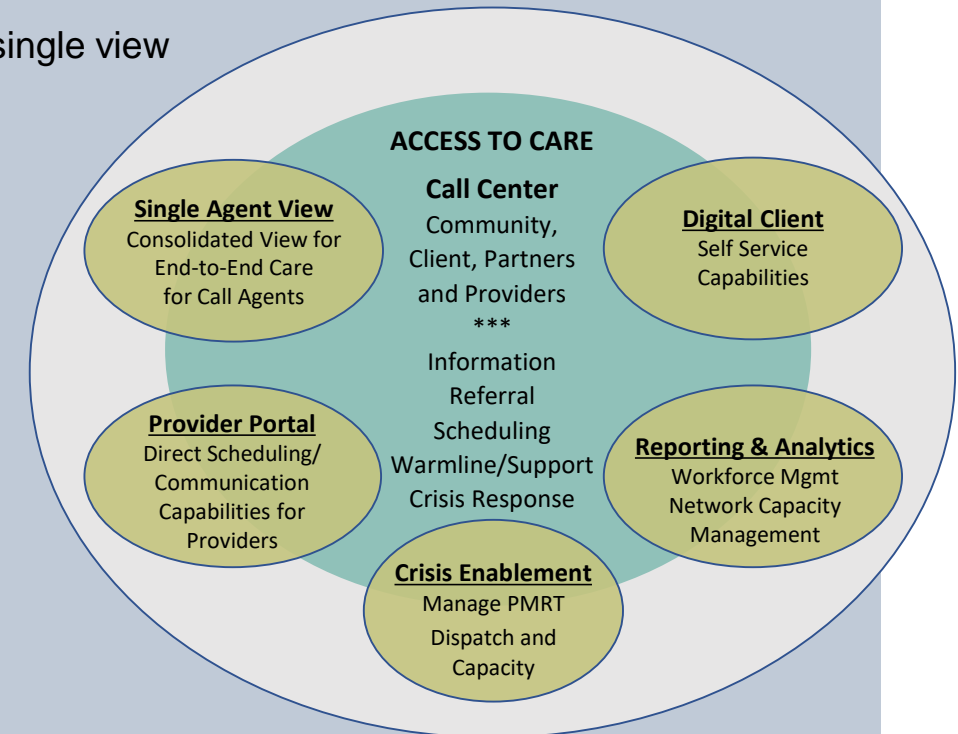 single view
ACCESS TO CARE
Call Center
Community,
Client, Partners
and Providers
***
Information
Referral
Scheduling
Warmline/Support
Crisis Response
Single Agent View
Consolidated View for
End-to-End Care
for Call Agents
Digital Client
Self Service
Capabilities
Provider Portal
Direct Scheduling/
Communication
Capabilities for
Providers
Reporting & Analytics
Workforce Mgmt
Network Capacity
Management
Crisis Enablement
Manage PMRT
Dispatch and
Capacity